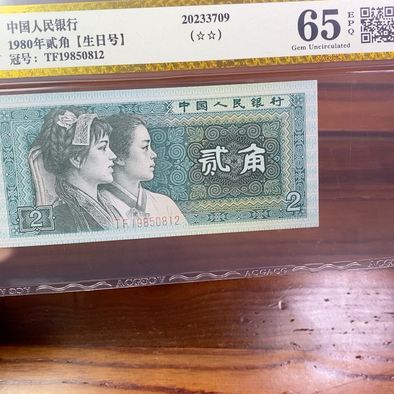 中国人民银行
1980年贰角【生日号】
冠号：TF19850812
20233709
(☆☆)
65
EPQ
Gem Uncirculated
中国人民银行
贰角
2
TF19850812
2
ACGACG